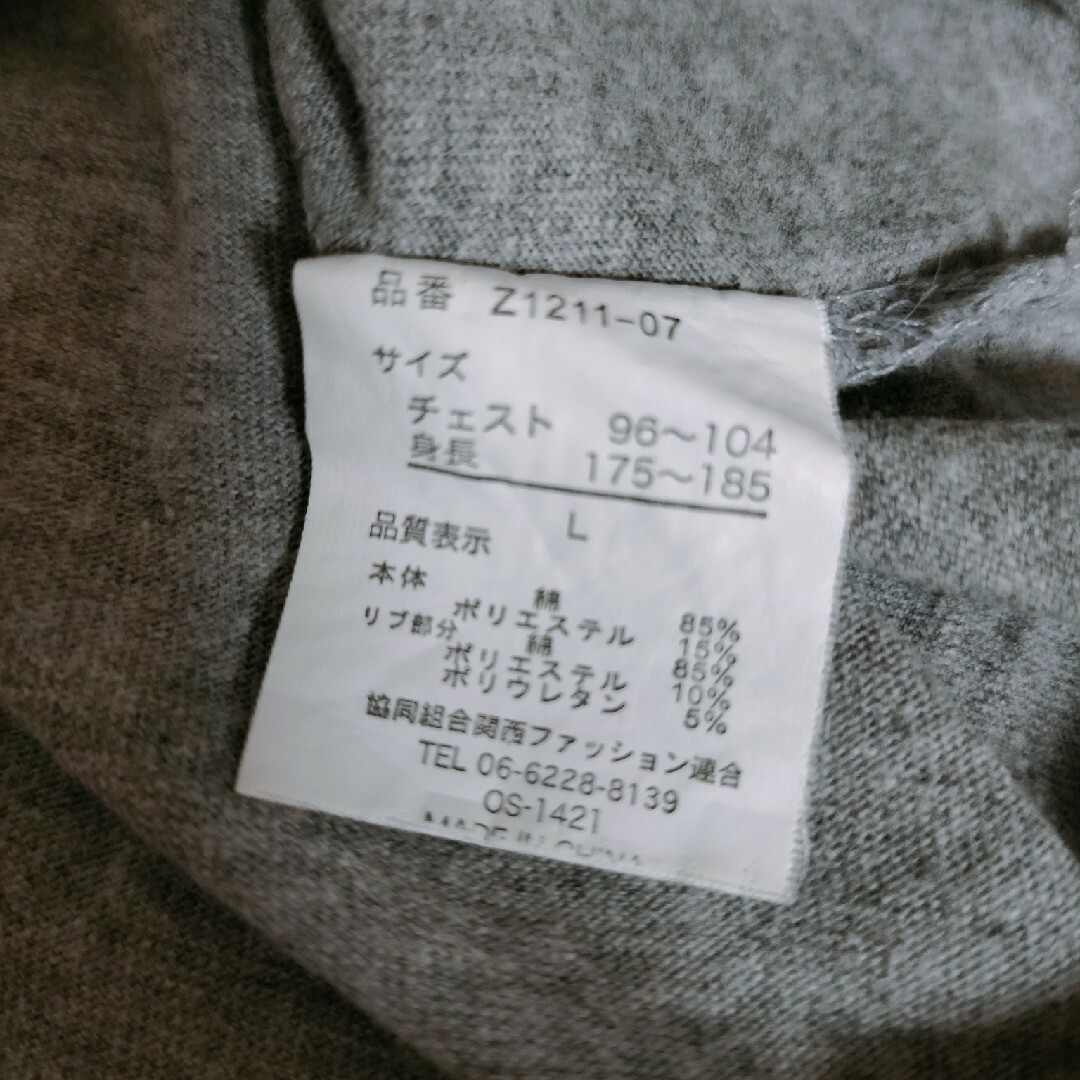 品番 Z1211-07
サイズ
チェスト 96～104
身長 175～185
L
品質表示
本体 綿 85%
ポリエステル 15%
リブ部分 綿 85%
ポリエステル 10%
ポリウレタン 5%
協同組合関西ファッション連合
TEL 06-6228-8139
OS-1421
MADE IN CHINA